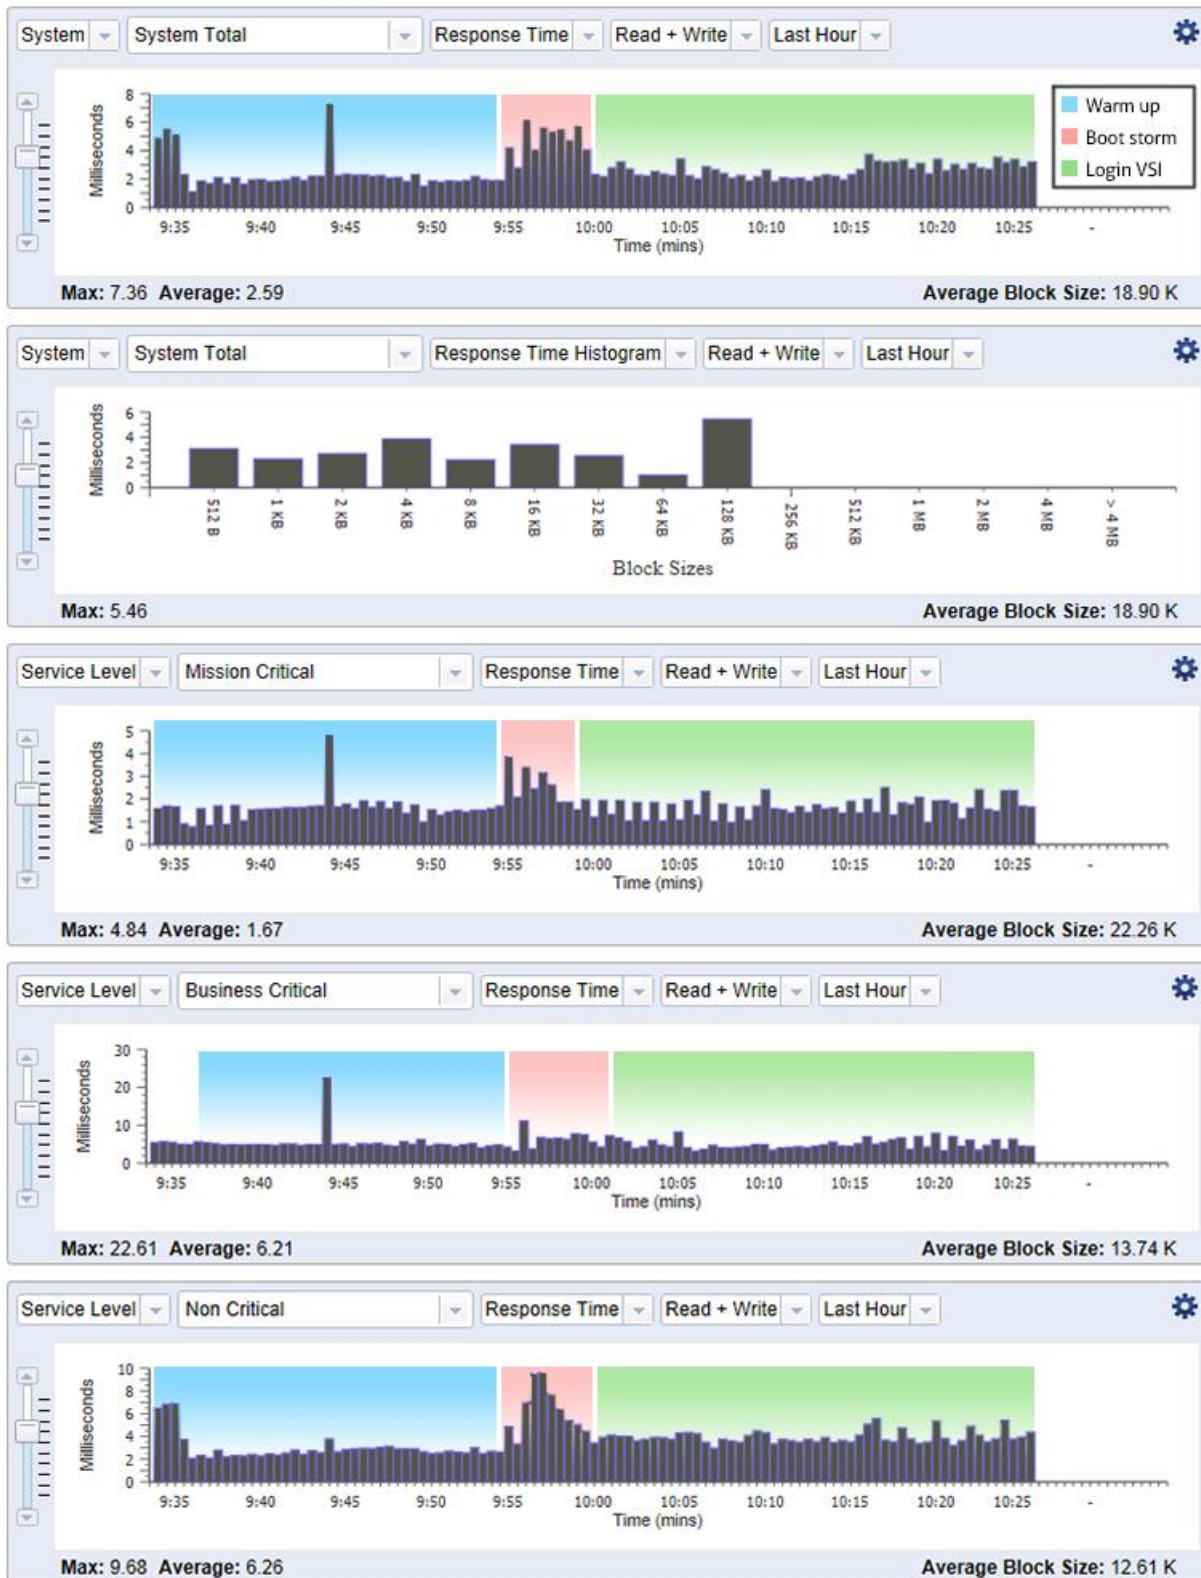 System System Total Response Time Read + Write Last Hour
Milliseconds
8
6
4
2
0
9:35 9:40 9:45 9:50 9:55 10:00 10:05 10:10 10:15 10:20 10:25 -
Time (mins)
Warm up
Boot storm
Login VSI
Max: 7.36 Average: 2.59 Average Block Size: 18.90 K
System System Total Response Time Histogram Read + Write Last Hour
Milliseconds
6
4
2
0
512 B 1 KB 2 KB 4 KB 8 KB 16 KB 32 KB 64 KB 128 KB 256 KB 512 KB 1 MB 2 MB 4 MB > 4 MB
Block Sizes
Max: 5.46 Average Block Size: 18.90 K
Service Level Mission Critical Response Time Read + Write Last Hour
Milliseconds
5
4
3
2
1
0
9:35 9:40 9:45 9:50 9:55 10:00 10:05 10:10 10:15 10:20 10:25 -
Time (mins)
Max: 4.84 Average: 1.67 Average Block Size: 22.26 K
Service Level Business Critical Response Time Read + Write Last Hour
Milliseconds
30
20
10
0
9:35 9:40 9:45 9:50 9:55 10:00 10:05 10:10 10:15 10:20 10:25 -
Time (mins)
Max: 22.61 Average: 6.21 Average Block Size: 13.74 K
Service Level Non Critical Response Time Read + Write Last Hour
Milliseconds
10
8
6
4
2
0
9:35 9:40 9:45 9:50 9:55 10:00 10:05 10:10 10:15 10:20 10:25 -
Time (mins)
Max: 9.68 Average: 6.26 Average Block Size: 12.61 K